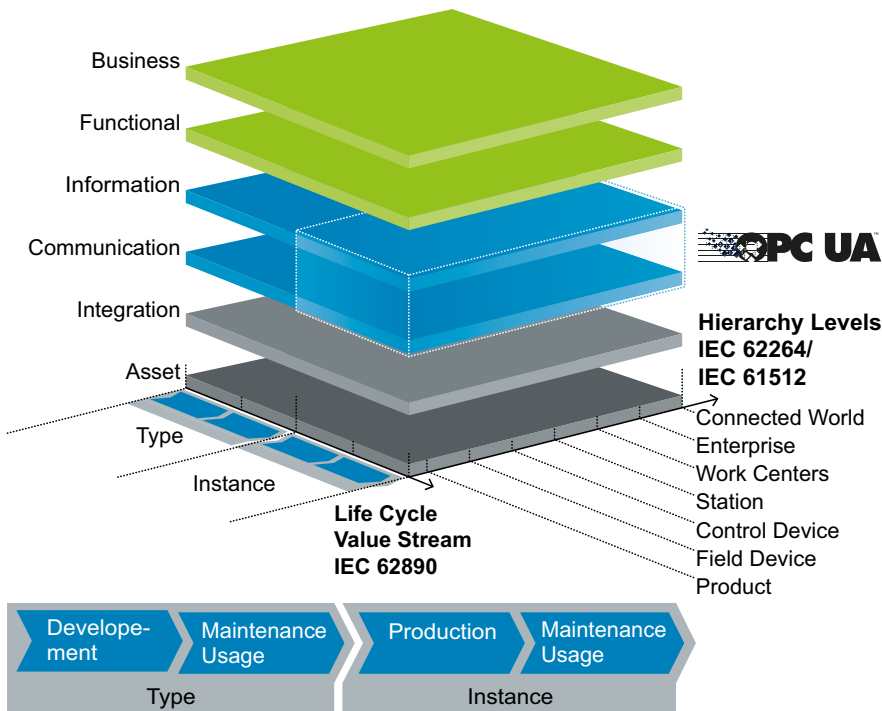 Business
Functional
Information
Communication
Integration
Asset
OPC UA™
Hierarchy Levels
IEC 62264/
IEC 61512
Connected World
Enterprise
Work Centers
Station
Control Device
Field Device
Product
Type
Instance
Life Cycle
Value Stream
IEC 62890
Develope-
ment
Maintenance
Usage
Production
Maintenance
Usage
Type
Instance